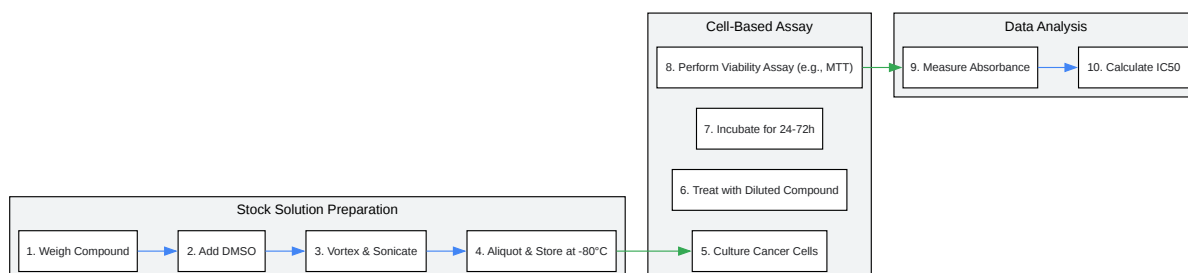 Stock Solution Preparation
1. Weigh Compound
2. Add DMSO
3. Vortex & Sonicate
4. Aliquot & Store at -80°C
Cell-Based Assay
5. Culture Cancer Cells
6. Treat with Diluted Compound
7. Incubate for 24-72h
8. Perform Viability Assay (e.g., MTT)
Data Analysis
9. Measure Absorbance
10. Calculate IC50